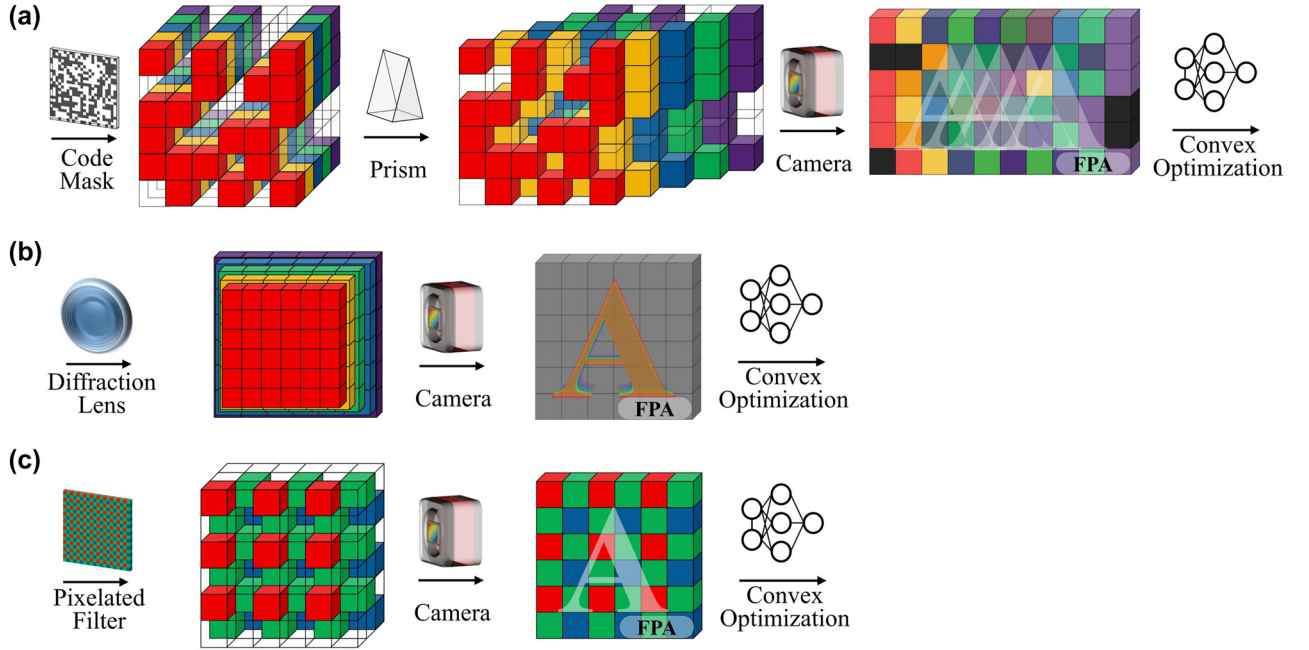 (a)
Code
Mask
Prism
Camera
FPA
Convex
Optimization
(b)
Diffraction
Lens
Camera
A
FPA
Convex
Optimization
(c)
Pixelated
Filter
Camera
A
FPA
Convex
Optimization